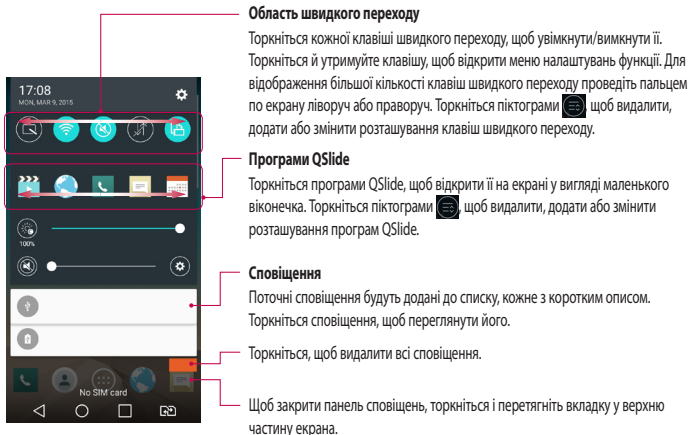 Область швидкого переходу
Торкніться кожної клавіші швидкого переходу, щоб увімкнути/вимкнути її.
Торкніться й утримуйте клавішу, щоб відкрити меню налаштувань функції. Для
відображення більшої кількості клавіш швидкого переходу проведіть пальцем
по екрану ліворуч або праворуч. Торкніться піктограми , щоб видалити,
додати або змінити розташування клавіш швидкого переходу.
17:08
MON, MAR 9, 2015
Програми QSlide
Торкніться програми QSlide, щоб відкрити її на екрані у вигляді маленького
віконечка. Торкніться піктограми , щоб видалити, додати або змінити
розташування програм QSlide.
100%
Сповіщення
Поточні сповіщення будуть додані до списку, кожне з коротким описом.
Торкніться сповіщення, щоб переглянути його.
Торкніться, щоб видалити всі сповіщення.
No SIM card
Щоб закрити панель сповіщень, торкніться і перетягніть вкладку у верхню
частину екрана.